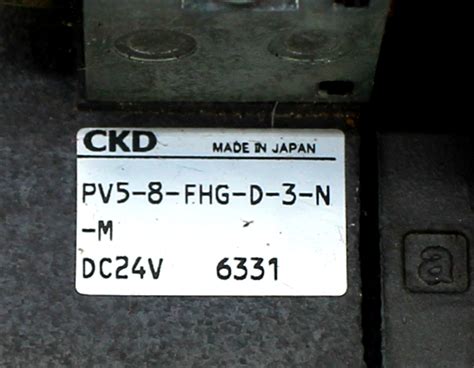 CKD MADE IN JAPAN
PV5-8-FHG-D-3-N
-M
DC24V 6331
a